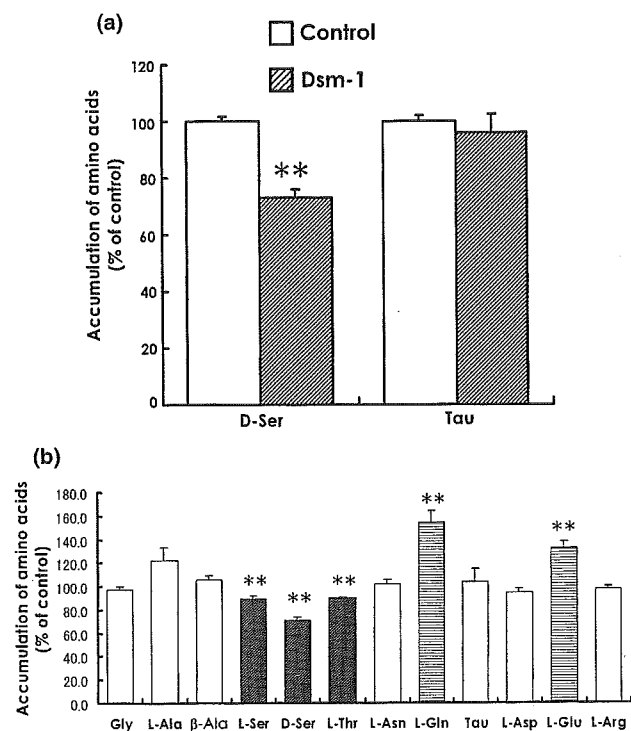 (a)
Control
Dsm-1
Accumulation of amino acids
(% of control)
120
100
80
60
40
20
0
**
D-Ser
Tau
(b)
Accumulation of amino acids
(% of control)
180.0
160.0
140.0
120.0
100.0
80.0
60.0
40.0
20.0
0.0
** ** ** ** **
Gly L-Ala β-Ala L-Ser D-Ser L-Thr L-Asn L-Gln Tau L-Asp L-Glu L-Arg